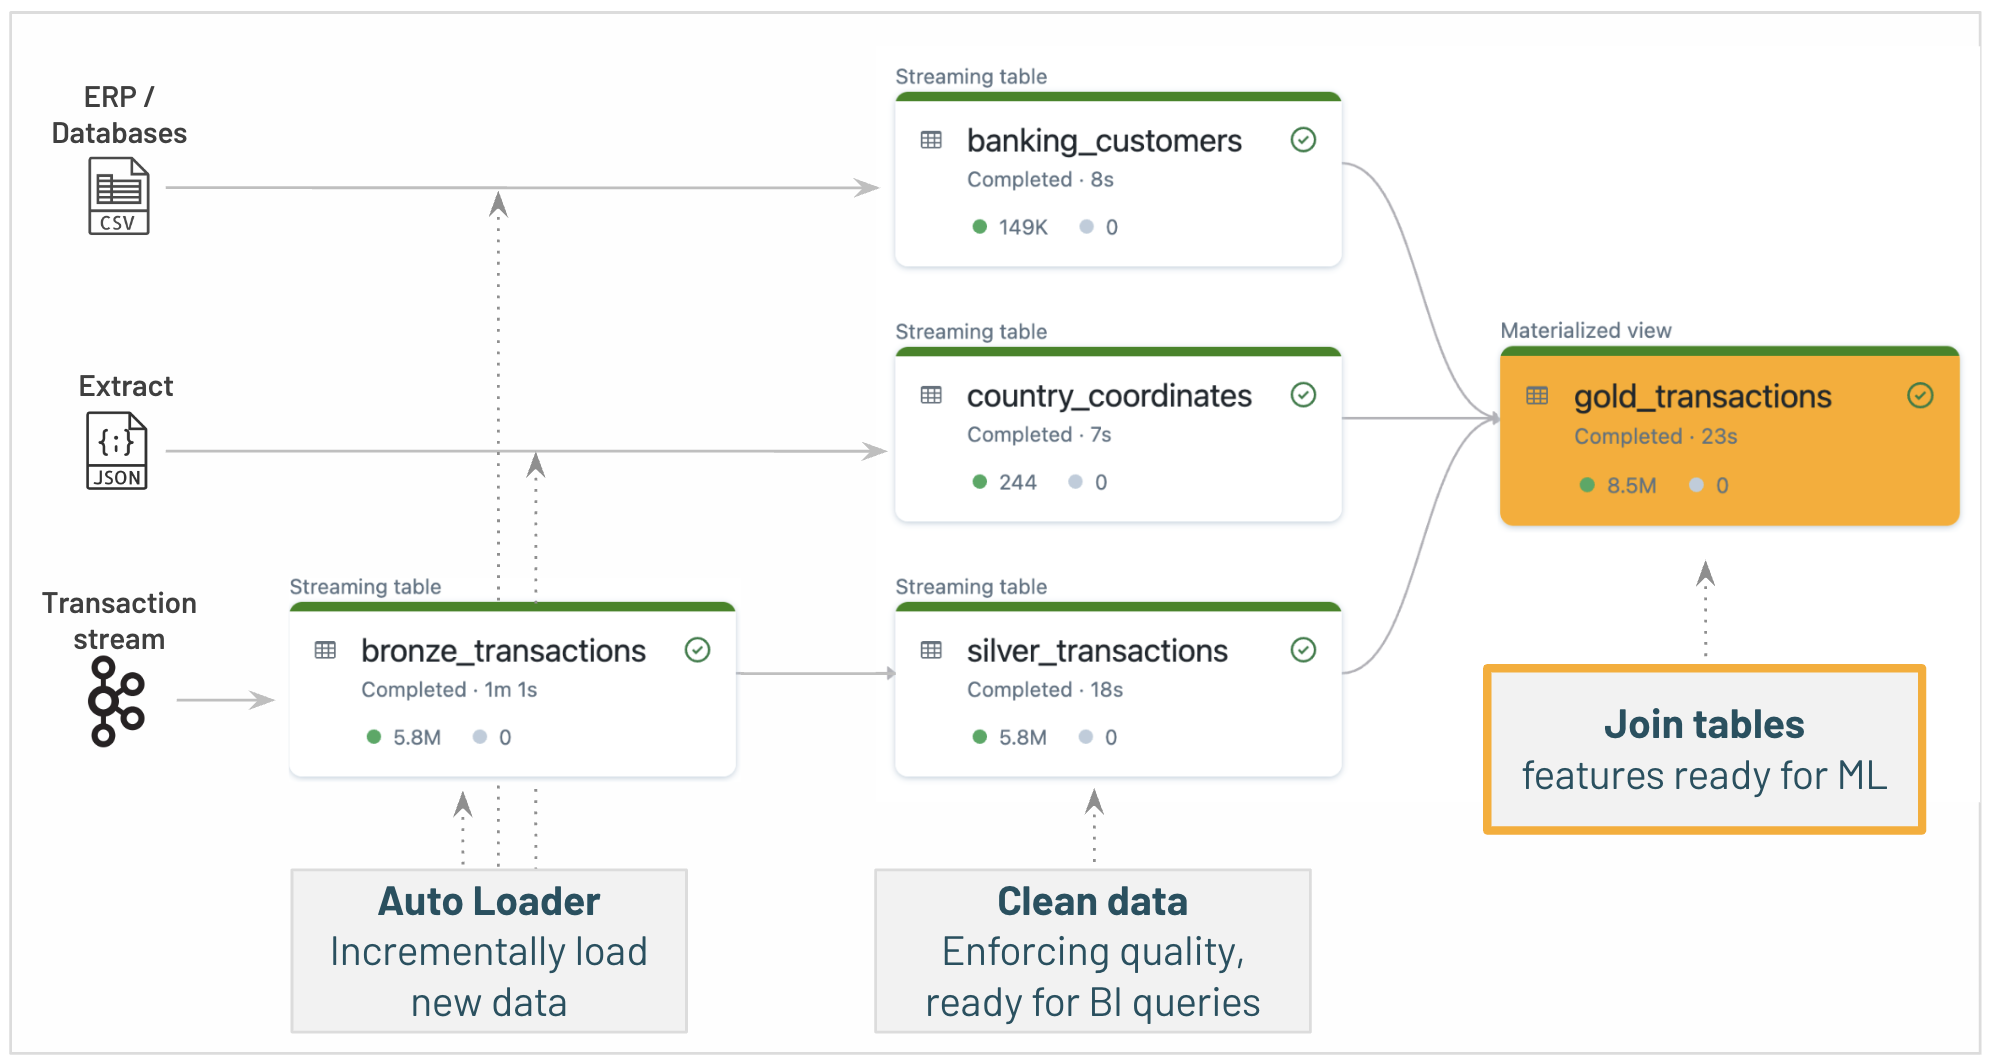 ERP /
Databases
CSV
Streaming table
banking_customers
Completed · 8s
149K 0
Extract
JSON
Streaming table
country_coordinates
Completed · 7s
244 0
Materialized view
gold_transactions
Completed · 23s
8.5M 0
Transaction
stream
Streaming table
bronze_transactions
Completed · 1m 1s
5.8M 0
Streaming table
silver_transactions
Completed · 18s
5.8M 0
Join tables
features ready for ML
Auto Loader
Incrementally load
new data
Clean data
Enforcing quality,
ready for BI queries